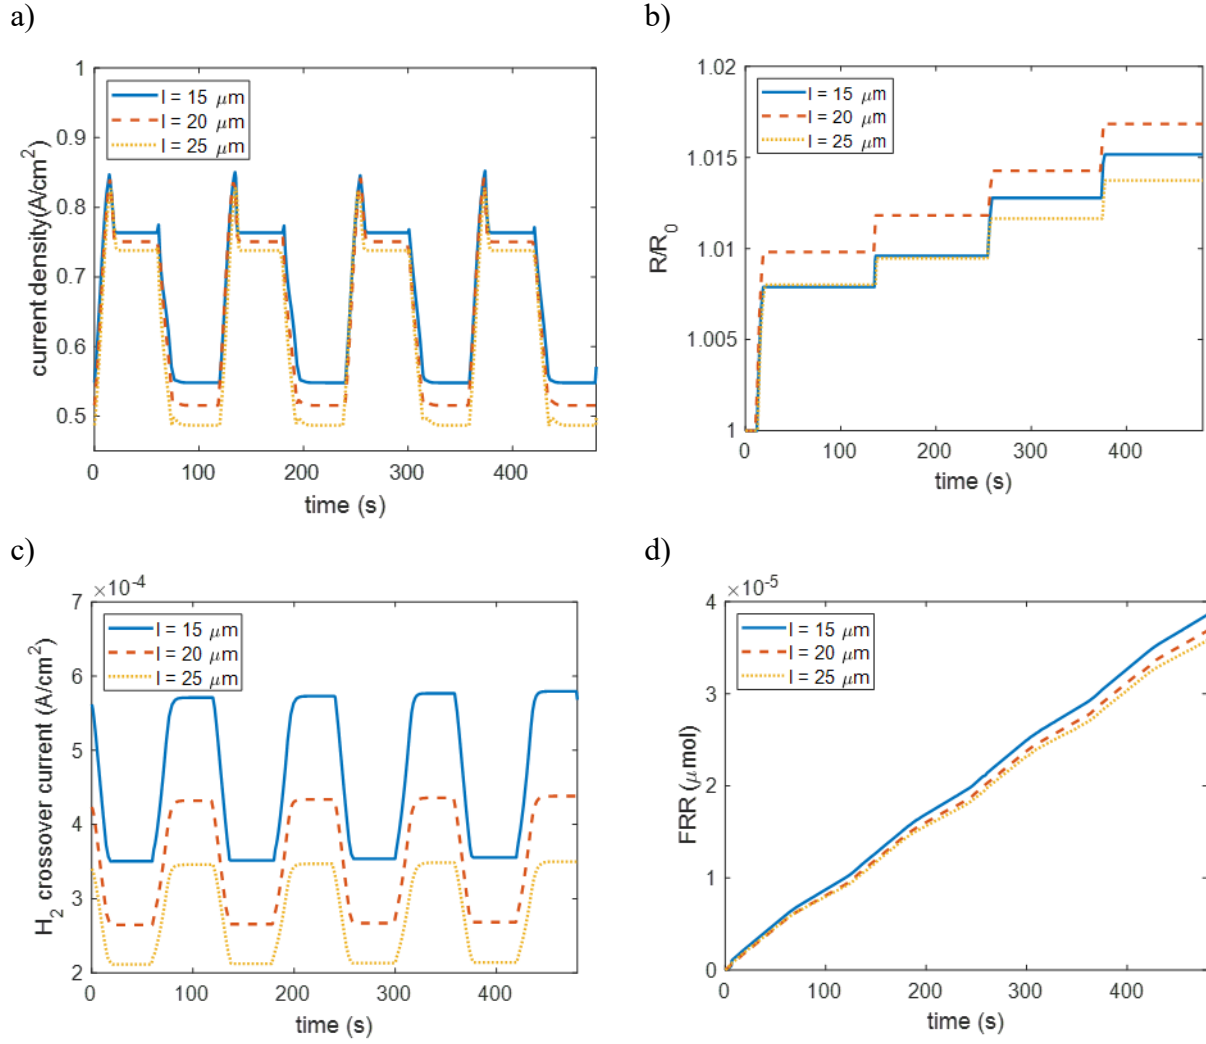 a)
1
0.9
0.8
0.7
0.6
0.5
current density(A/cm²)
l = 15 μm
l = 20 μm
l = 25 μm
0 100 200 300 400
time (s)
b)
1.02
1.015
1.01
1.005
1
R/R₀
l = 15 μm
l = 20 μm
l = 25 μm
0 100 200 300 400
time (s)
c)
×10⁻⁴
7
6
5
4
3
2
H₂ crossover current (A/cm²)
l = 15 μm
l = 20 μm
l = 25 μm
0 100 200 300 400
time (s)
d)
×10⁻⁵
4
3
2
1
0
FRR (μmol)
l = 15 μm
l = 20 μm
l = 25 μm
0 100 200 300 400
time (s)